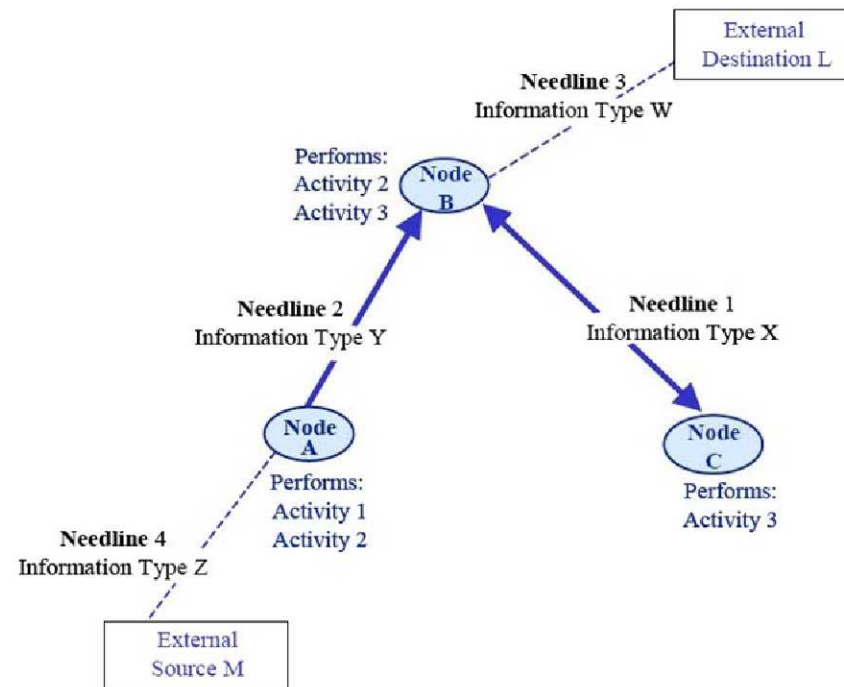 External
Destination L
Needline 3
Information Type W
Performs:
Activity 2
Activity 3
Node
B
Needline 2
Information Type Y
Needline 1
Information Type X
Node
A
Performs:
Activity 1
Activity 2
Node
C
Performs:
Activity 3
Needline 4
Information Type Z
External
Source M